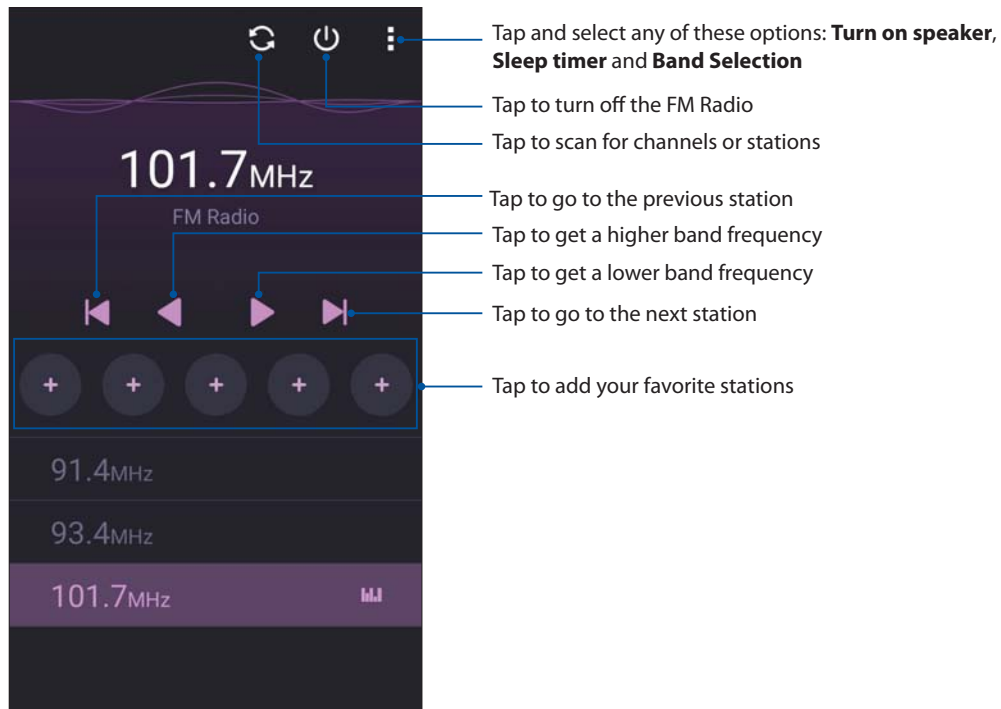 Tap and select any of these options: Turn on speaker,
Sleep timer and Band Selection
Tap to turn off the FM Radio
Tap to scan for channels or stations
101.7MHz
FM Radio
Tap to go to the previous station
Tap to get a higher band frequency
Tap to get a lower band frequency
Tap to go to the next station
+ + + + +
Tap to add your favorite stations
91.4MHz
93.4MHz
101.7MHz